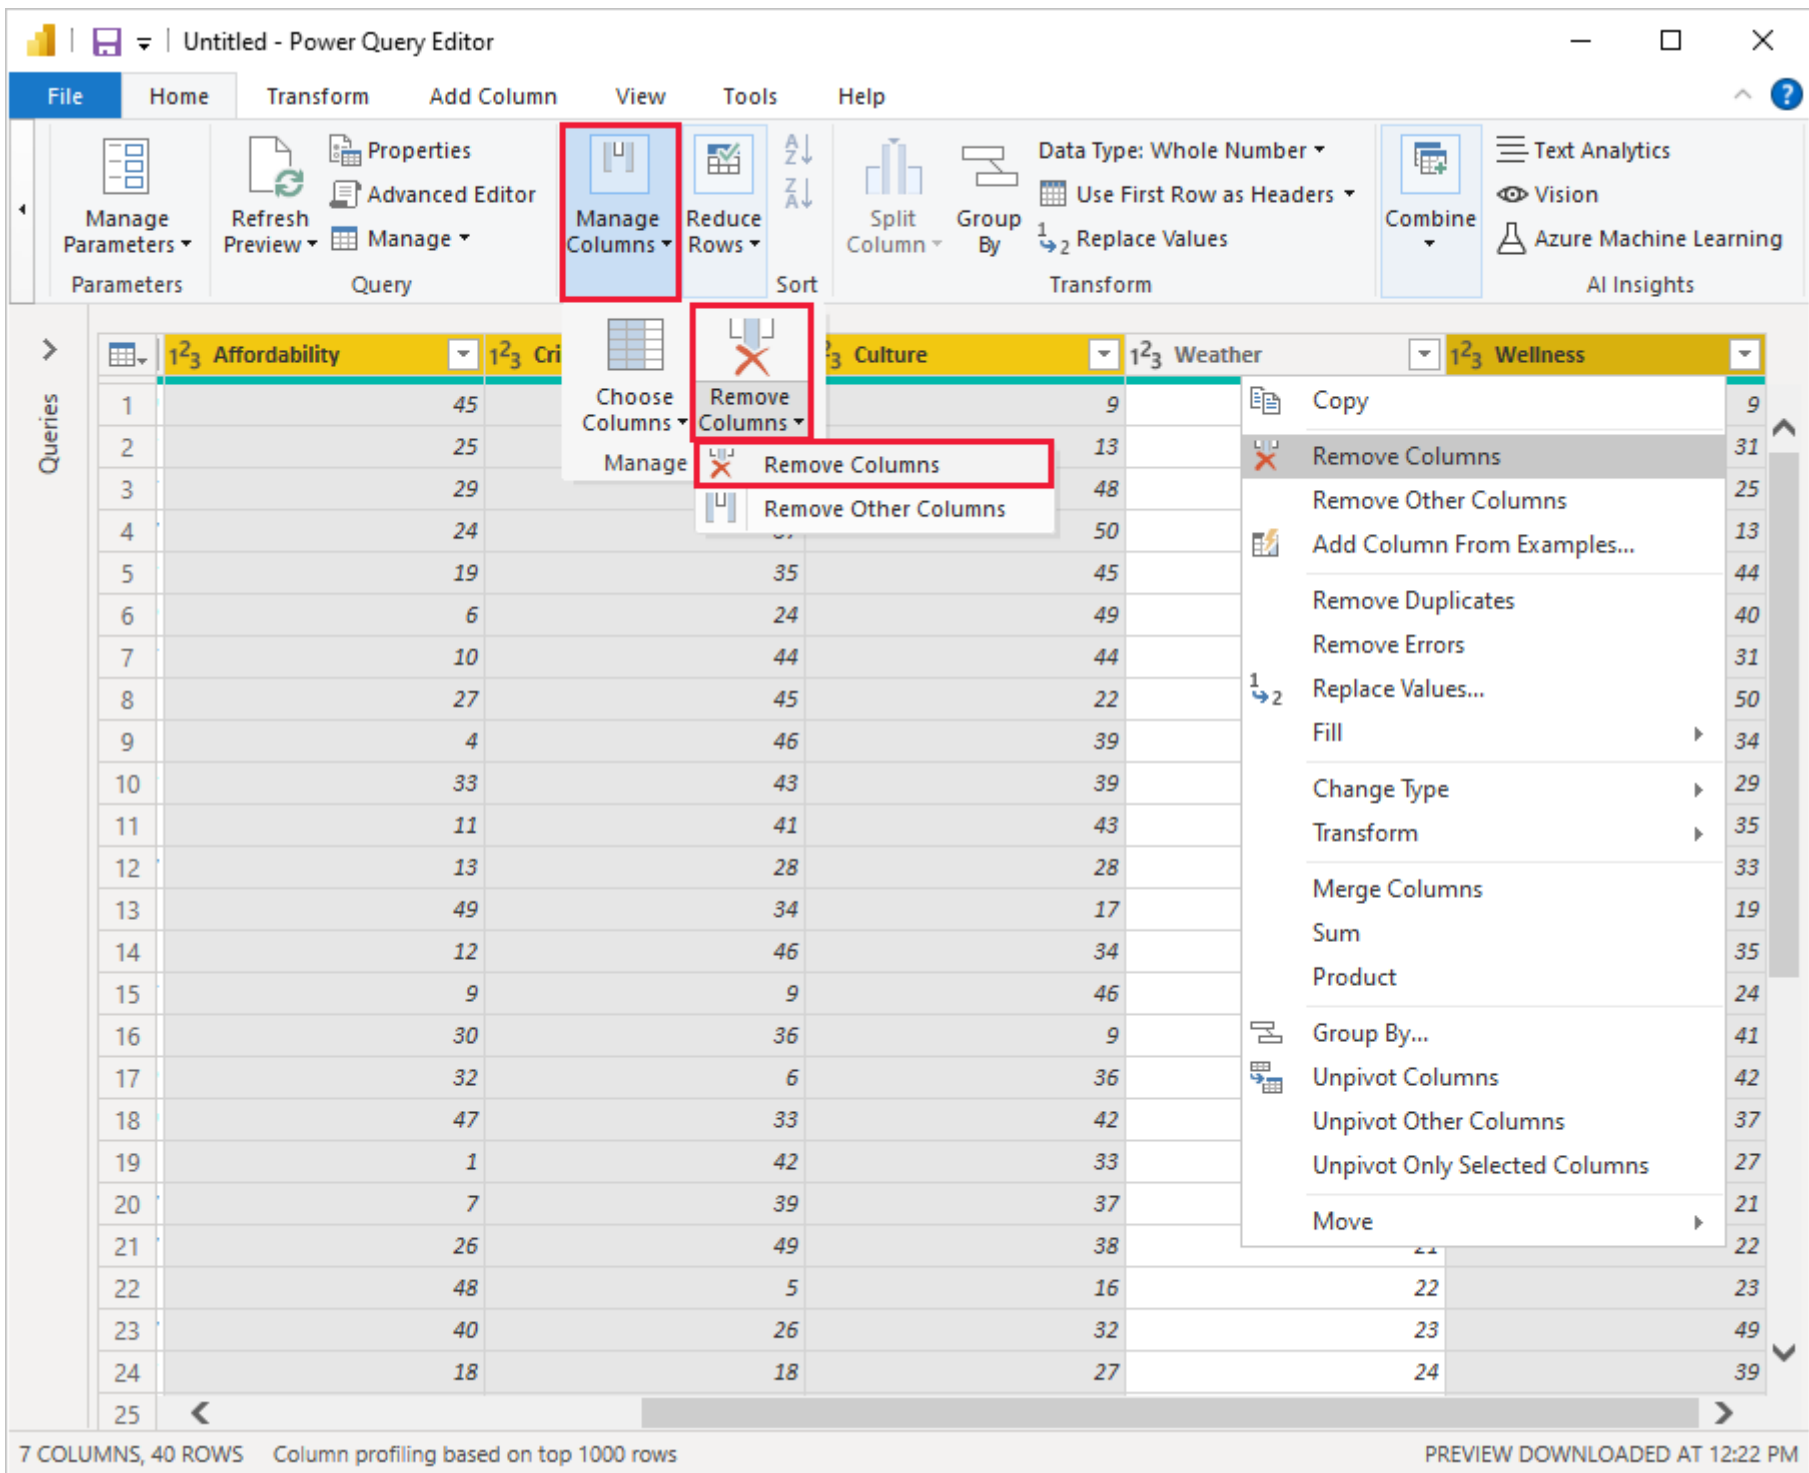 Untitled - Power Query Editor
File Home Transform Add Column View Tools Help
Manage Parameters
Parameters
Refresh Preview
Properties
Advanced Editor
Manage
Query
Manage Columns
Reduce Rows
Sort
Split Column
Group By
Data Type: Whole Number
Use First Row as Headers
Replace Values
Transform
Combine
Text Analytics
Vision
Azure Machine Learning
AI Insights
Choose Columns
Remove Columns
Manage
Remove Columns
Remove Other Columns
Queries
Affordability Cri Culture Weather Wellness
1 45 9 9
2 25 13 31
3 29 48 25
4 24 50 13
5 19 35 45 44
6 6 24 49 40
7 10 44 44 31
8 27 45 22 50
9 4 46 39 34
10 33 43 39 29
11 11 41 43 35
12 13 28 28 33
13 49 34 17 19
14 12 46 34 35
15 9 9 46 24
16 30 36 9 41
17 32 6 36 42
18 47 33 42 37
19 1 42 33 27
20 7 39 37 21
21 26 49 38 22
22 48 5 16 22 23
23 40 26 32 23 49
24 18 18 27 24 39
25
Copy
Remove Columns
Remove Other Columns
Add Column From Examples...
Remove Duplicates
Remove Errors
Replace Values...
Fill
Change Type
Transform
Merge Columns
Sum
Product
Group By...
Unpivot Columns
Unpivot Other Columns
Unpivot Only Selected Columns
Move
7 COLUMNS, 40 ROWS Column profiling based on top 1000 rows
PREVIEW DOWNLOADED AT 12:22 PM